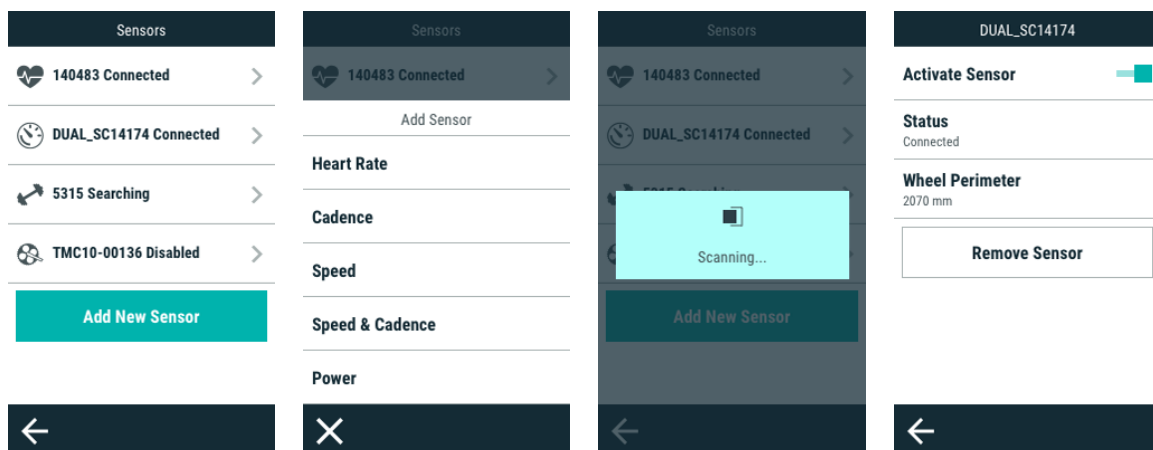 Sensors
140483 Connected
DUAL_SC14174 Connected
5315 Searching
TMC10-00136 Disabled
Add New Sensor
Sensors
140483 Connected
Add Sensor
Heart Rate
Cadence
Speed
Speed & Cadence
Power
Sensors
140483 Connected
DUAL_SC14174 Connected
Scanning...
Add New Sensor
DUAL_SC14174
Activate Sensor
Status
Connected
Wheel Perimeter
2070 mm
Remove Sensor